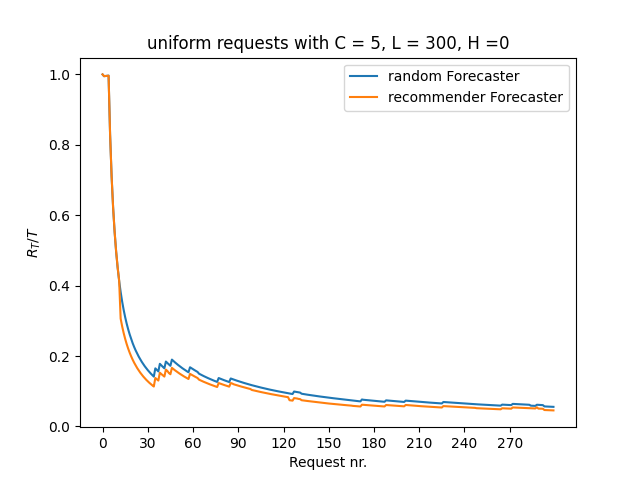 uniform requests with C = 5, L = 300, H =0
random Forecaster
recommender Forecaster
1.0
0.8
0.6
0.4
0.2
0.0
R_T/T
0 30 60 90 120 150 180 210 240 270
Request nr.